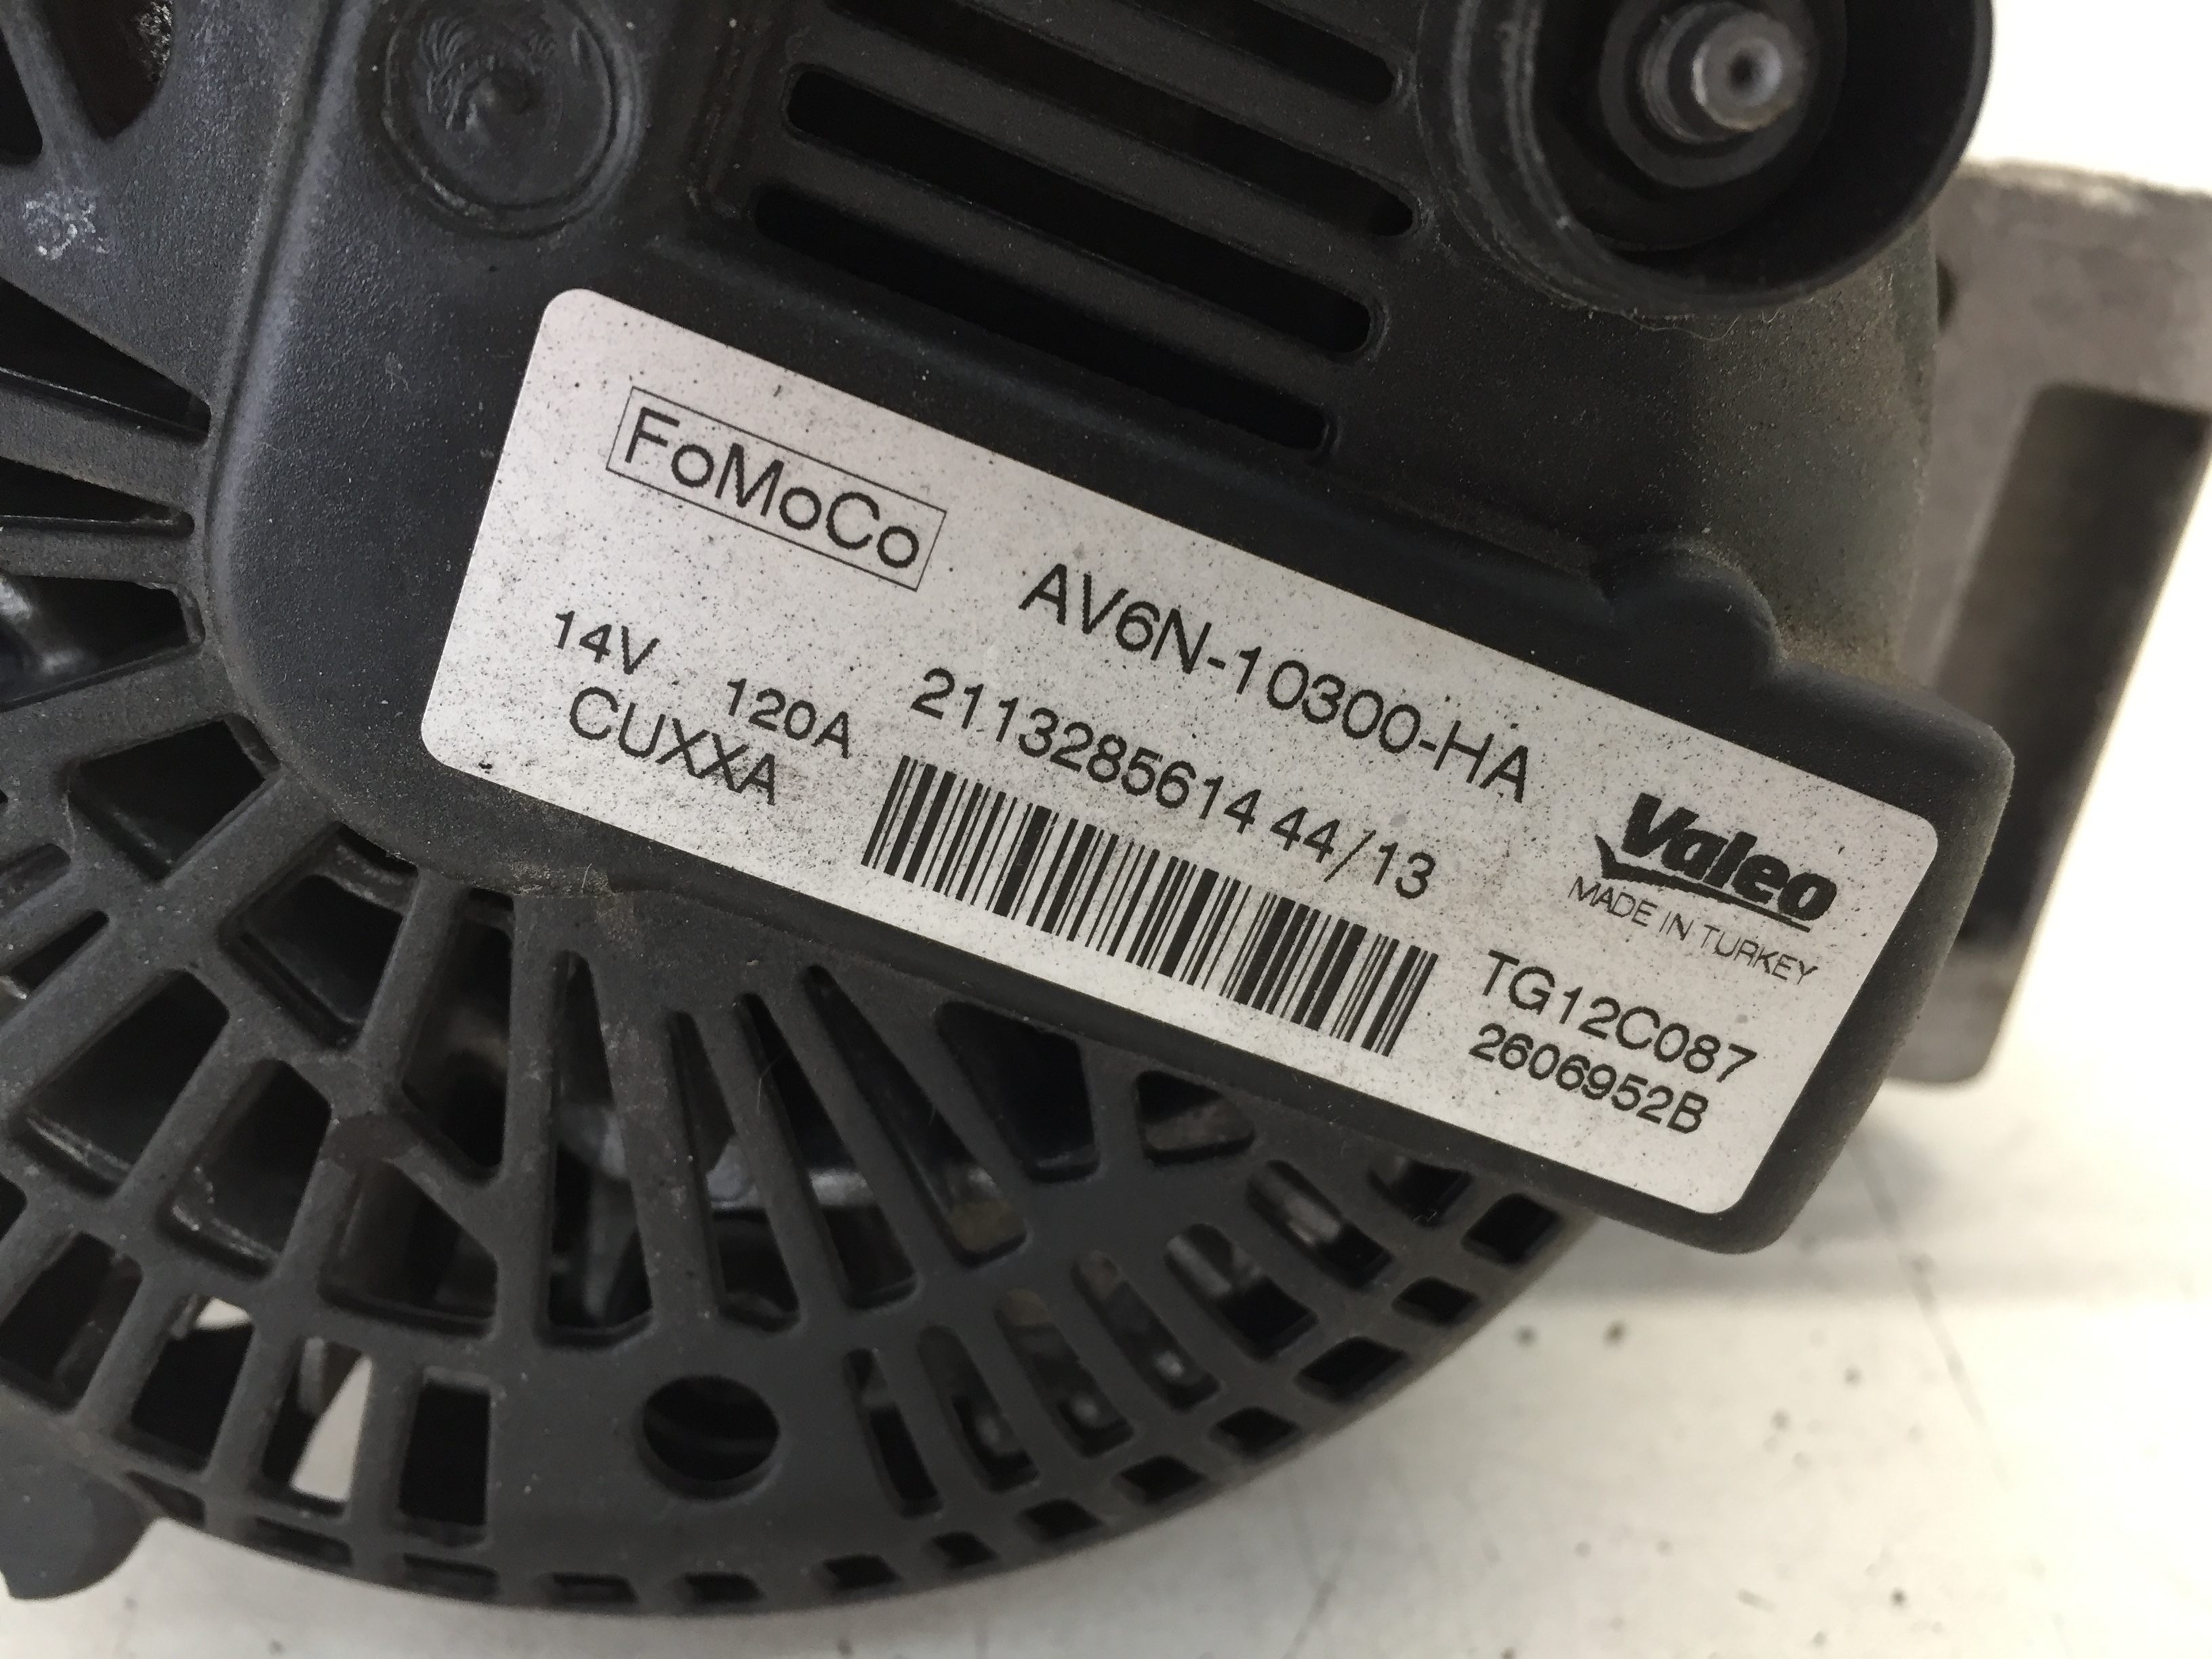 FoMoCo
AV6N-10300-HA
14V 120A 2113285614 44/13
CUXXA
Valeo
MADE IN TURKEY
TG12C087
2606952B